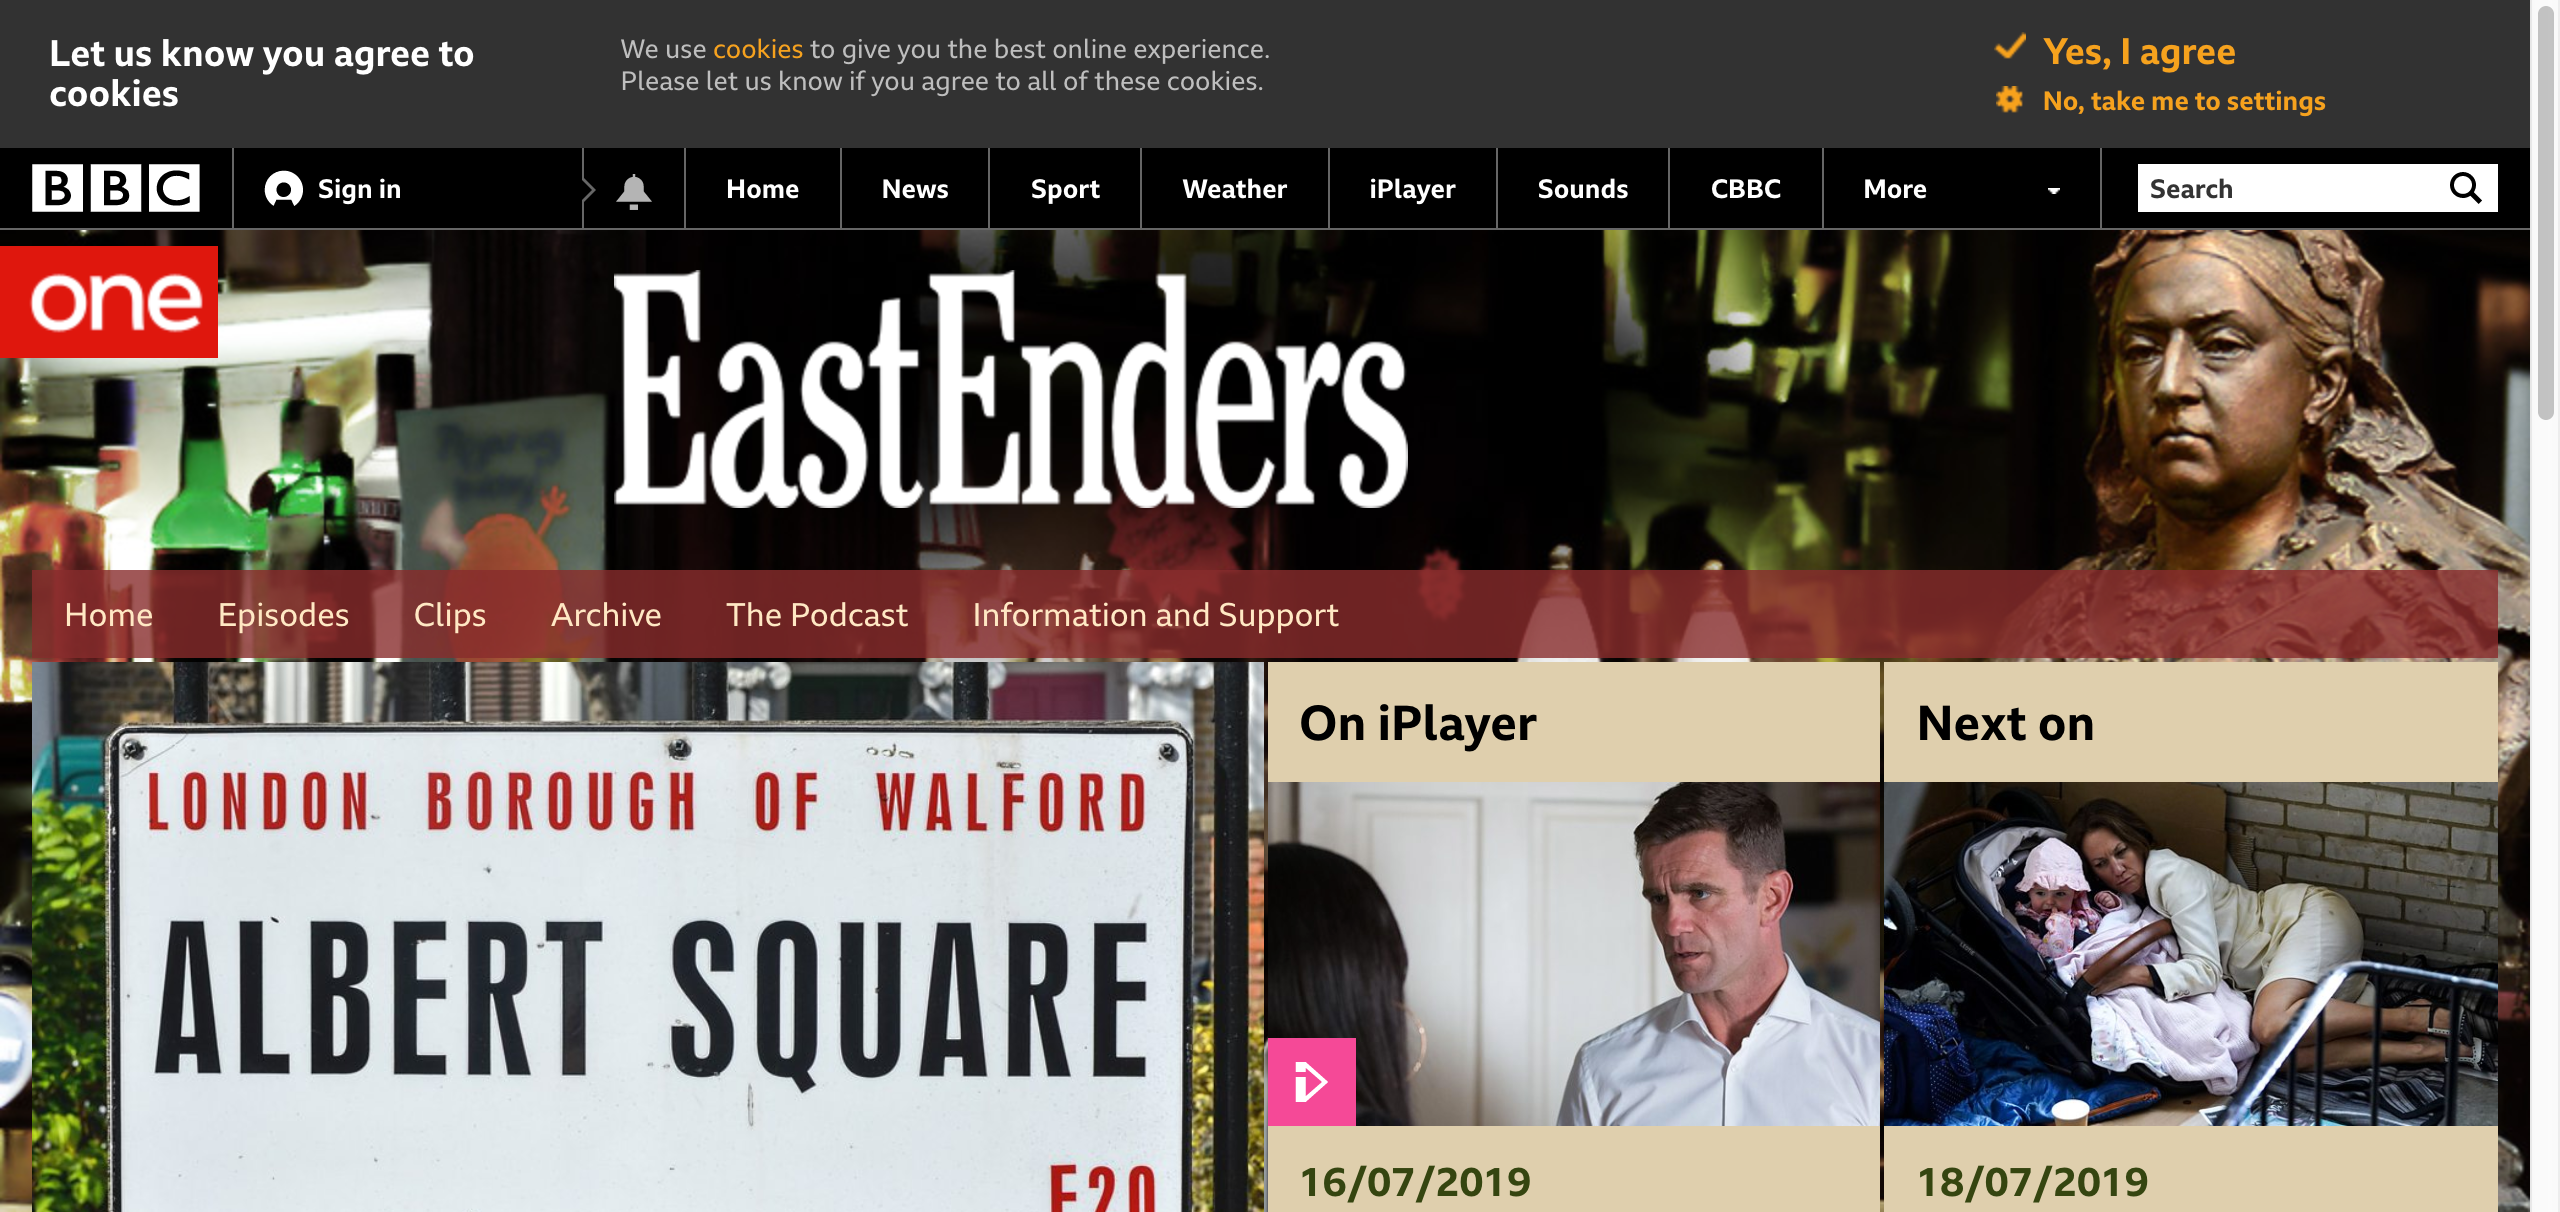 Let us know you agree to
cookies
We use cookies to give you the best online experience.
Please let us know if you agree to all of these cookies.
Yes, I agree
No, take me to settings
BBC
Sign in
Home
News
Sport
Weather
iPlayer
Sounds
CBBC
More
Search
one
EastEnders
Home
Episodes
Clips
Archive
The Podcast
Information and Support
LONDON BOROUGH OF WALFORD
ALBERT SQUARE
E20
On iPlayer
16/07/2019
Next on
18/07/2019